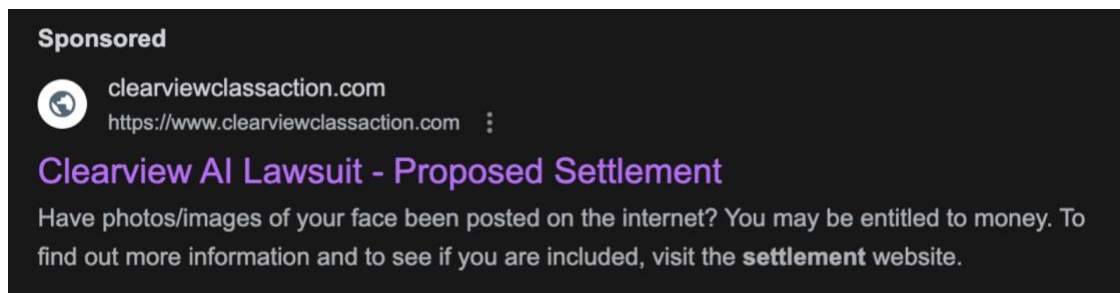 Sponsored
clearviewclassaction.com
https://www.clearviewclassaction.com
Clearview AI Lawsuit - Proposed Settlement
Have photos/images of your face been posted on the internet? You may be entitled to money. To
find out more information and to see if you are included, visit the settlement website.